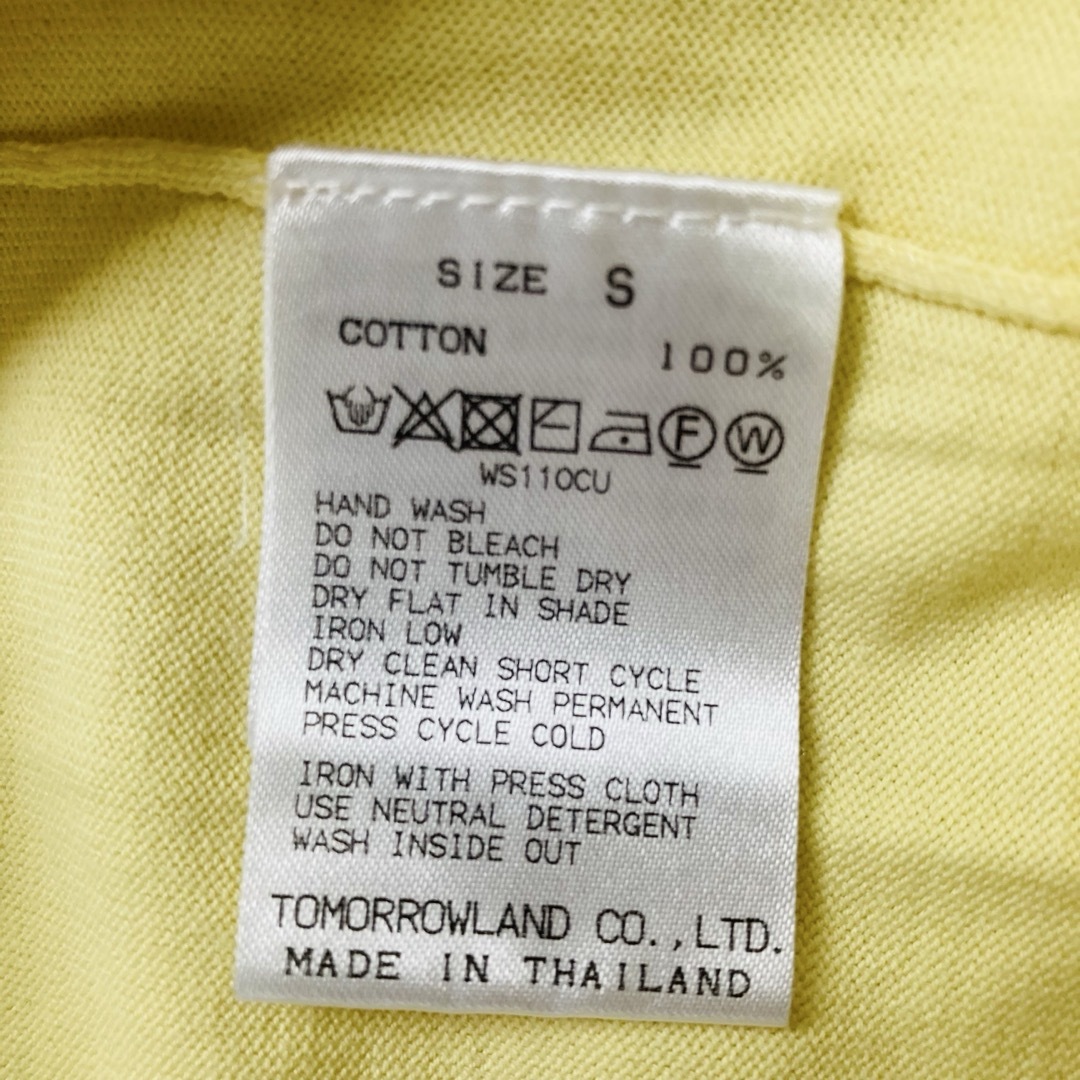 SIZE S
COTTON 100%
F W
WS110CU
HAND WASH
DO NOT BLEACH
DO NOT TUMBLE DRY
DRY FLAT IN SHADE
IRON LOW
DRY CLEAN SHORT CYCLE
MACHINE WASH PERMANENT
PRESS CYCLE COLD
IRON WITH PRESS CLOTH
USE NEUTRAL DETERGENT
WASH INSIDE OUT
TOMORROWLAND CO.,LTD.
MADE IN THAILAND